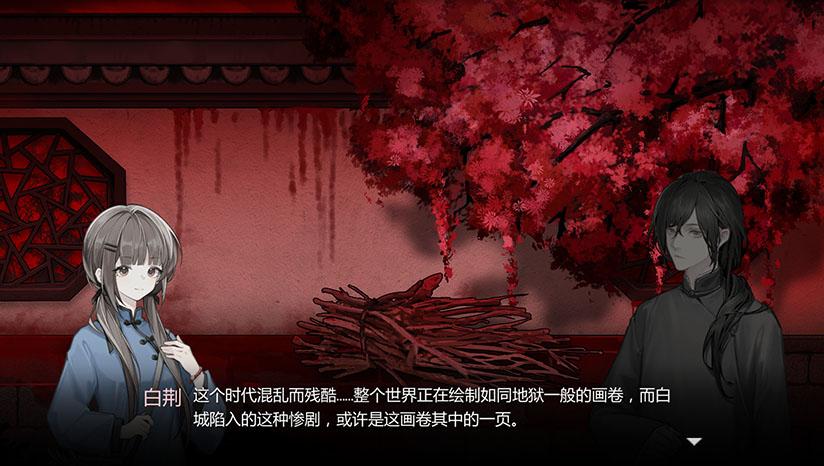 白荆
这个时代混乱而残酷……整个世界正在绘制如同地狱一般的画卷，而白
城陷入的这种惨剧，或许是这画卷其中的一页。